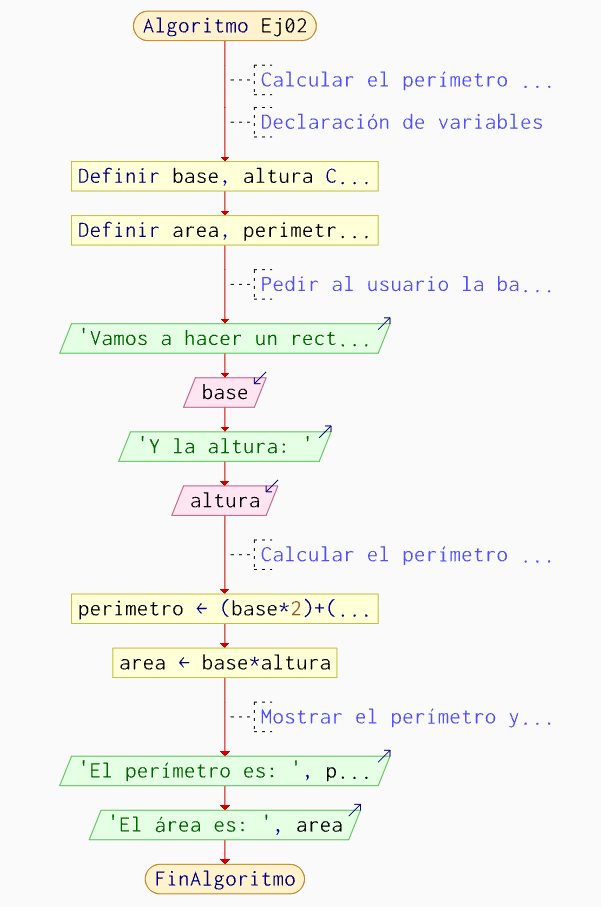 Algoritmo Ej02
Calcular el perímetro ...
Declaración de variables
Definir base, altura C...
Definir area, perimetr...
Pedir al usuario la ba...
'Vamos a hacer un rect...
base
'Y la altura: '
altura
Calcular el perímetro ...
perimetro ← (base*2)+(...
area ← base*altura
Mostrar el perímetro y...
'El perímetro es: ', p...
'El área es: ', area
FinAlgoritmo